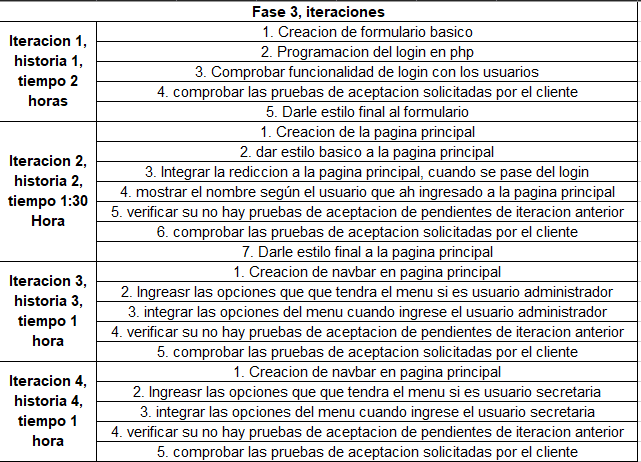 Fase 3, iteraciones
Iteracion 1,
historia 1,
tiempo 2
horas
1. Creacion de formulario basico
2. Programacion del login en php
3. Comprobar funcionalidad de login con los usuarios
4. comprobar las pruebas de aceptacion solicitadas por el cliente
5. Darle estilo final al formulario
Iteracion 2,
historia 2,
tiempo 1:30
Hora
1. Creacion de la pagina principal
2. dar estilo basico a la pagina principal
3. Integrar la rediccion a la pagina principal, cuando se pase del login
4. mostrar el nombre según el usuario que ah ingresado a la pagina principal
5. verificar su no hay pruebas de aceptacion de pendientes de iteracion anterior
6. comprobar las pruebas de aceptacion solicitadas por el cliente
7. Darle estilo final a la pagina principal
Iteracion 3,
historia 3,
tiempo 1
hora
1. Creacion de navbar en pagina principal
2. Ingreasr las opciones que que tendra el menu si es usuario administrador
3. integrar las opciones del menu cuando ingrese el usuario administrador
4. verificar su no hay pruebas de aceptacion de pendientes de iteracion anterior
5. comprobar las pruebas de aceptacion solicitadas por el cliente
Iteracion 4,
historia 4,
tiempo 1
hora
1. Creacion de navbar en pagina principal
2. Ingreasr las opciones que que tendra el menu si es usuario secretaria
3. integrar las opciones del menu cuando ingrese el usuario secretaria
4. verificar su no hay pruebas de aceptacion de pendientes de iteracion anterior
5. comprobar las pruebas de aceptacion solicitadas por el cliente